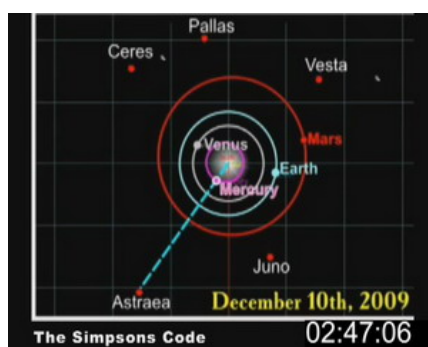 Pallas
Ceres
Vesta
Mars
Venus
Earth
Mercury
Juno
Astraea
December 10th, 2009
The Simpsons Code
02:47:06